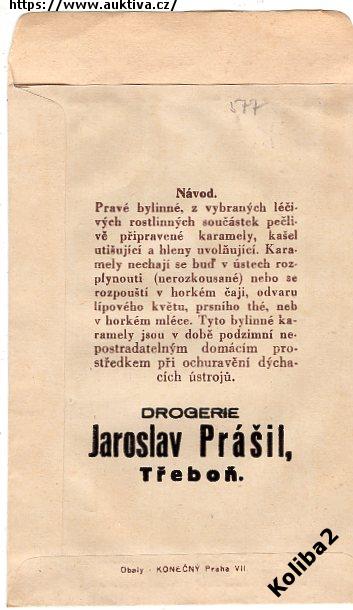 https://www.auktiva.cz/
577
Návod.
Pravé bylinné, z vybraných léči-
vých rostlinných součástek pečli-
vě připravené karamely, kašel
utišující a hleny uvolňující. Kara-
mely nechají se buď v ústech roz-
plynouti (nerozkousané) nebo se
rozpouští v horkém čaji, odvaru
lípového květu, prsního thé, neb
v horkém mléce. Tyto bylinné ka-
ramely jsou v době podzimní ne-
postradatelným domácím pro-
středkem při ochuravění dýcha-
cích ústrojů.
DROGERIE
Jaroslav Prášil,
Třeboň.
Obaly - KONEČNÝ Praha VII
Koliba2